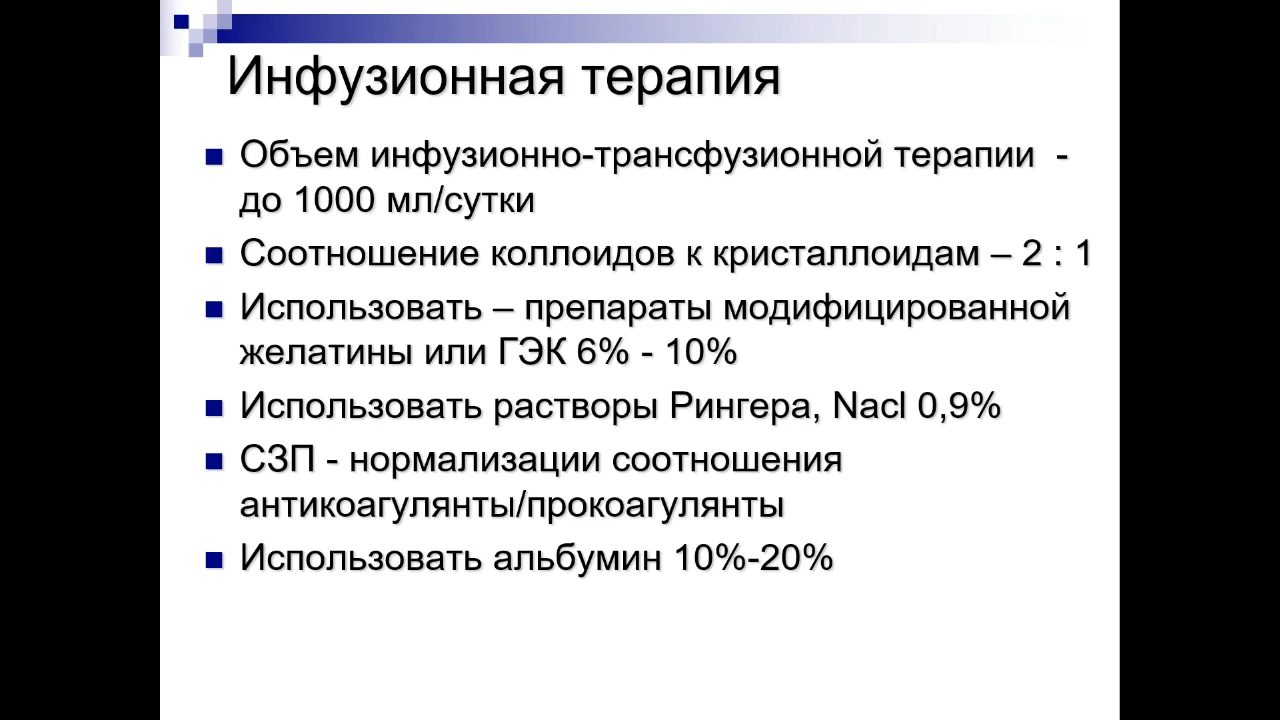 Инфузионная терапия
Объем инфузионно-трансфузионной терапии  -
до 1000 мл/сутки
Соотношение коллоидов к кристаллоидам – 2 : 1
Использовать – препараты модифицированной
желатины или ГЭК 6% - 10%
Использовать растворы Рингера, Nacl 0,9%
СЗП - нормализации соотношения
антикоагулянты/прокоагулянты
Использовать альбумин 10%-20%